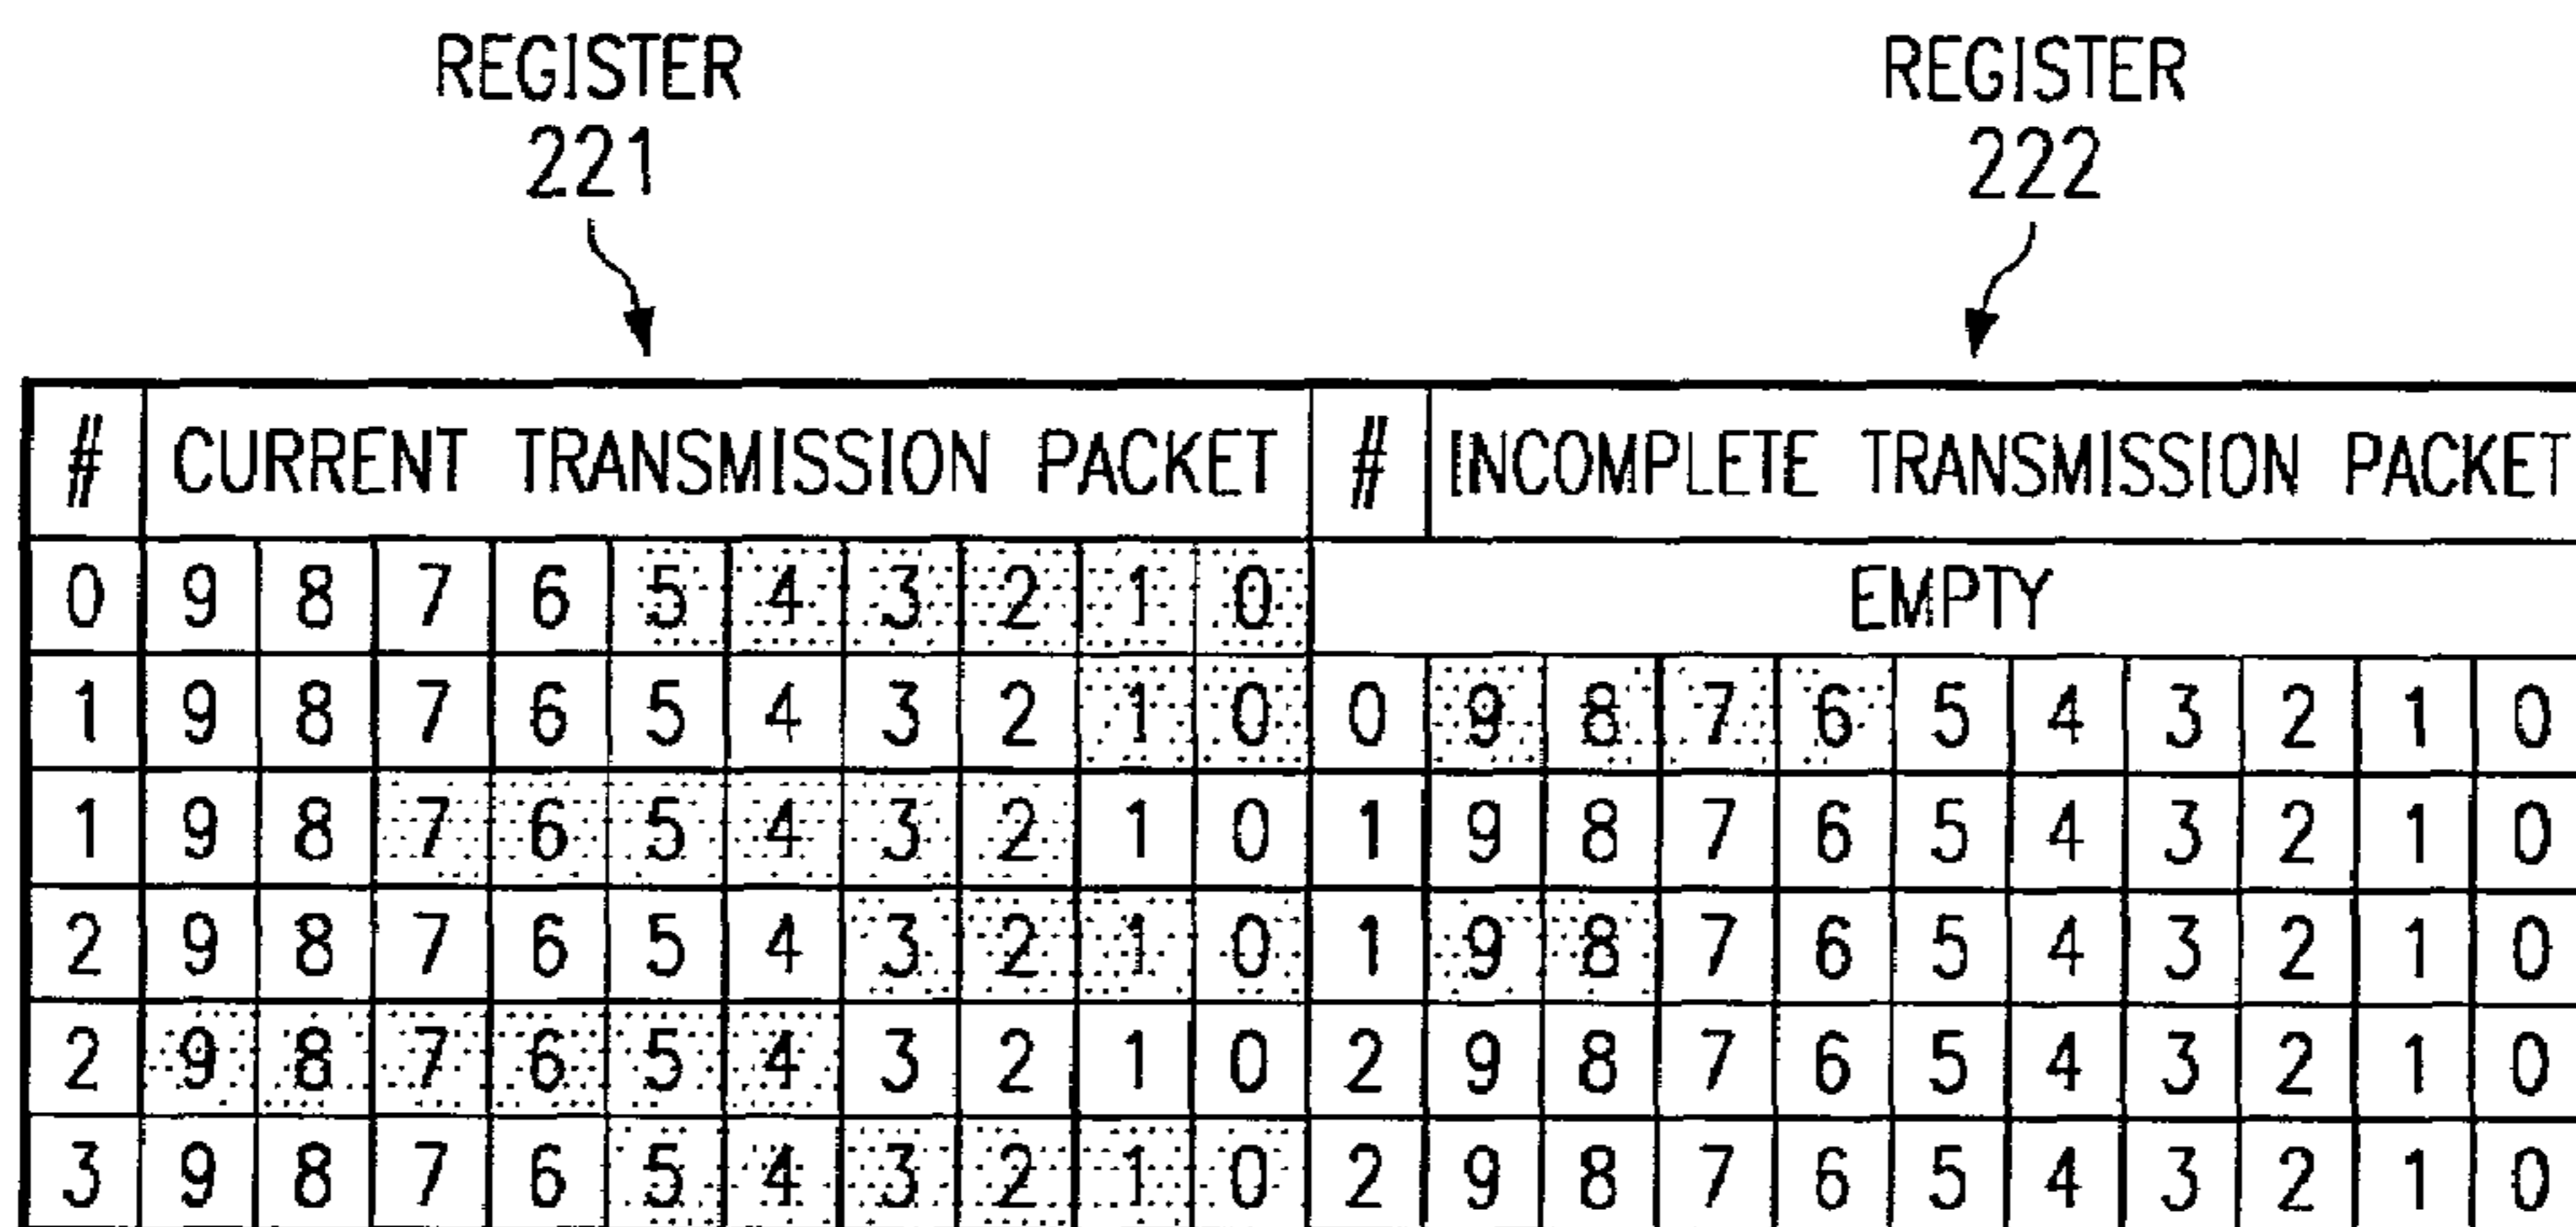 REGISTER
221
REGISTER
222
# CURRENT TRANSMISSION PACKET # INCOMPLETE TRANSMISSION PACKET
0 9 8 7 6 5 4 3 2 1 0 EMPTY
1 9 8 7 6 5 4 3 2 1 0 0 9 8 7 6 5 4 3 2 1 0
1 9 8 7 6 5 4 3 2 1 0 1 9 8 7 6 5 4 3 2 1 0
2 9 8 7 6 5 4 3 2 1 0 1 9 8 7 6 5 4 3 2 1 0
2 9 8 7 6 5 4 3 2 1 0 2 9 8 7 6 5 4 3 2 1 0
3 9 8 7 6 5 4 3 2 1 0 2 9 8 7 6 5 4 3 2 1 0